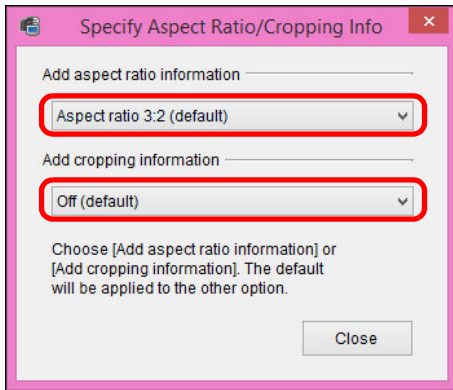 Specify Aspect Ratio/Cropping Info
Add aspect ratio information
Aspect ratio 3:2 (default)
Add cropping information
Off (default)
Choose [Add aspect ratio information] or
[Add cropping information]. The default
will be applied to the other option.
Close